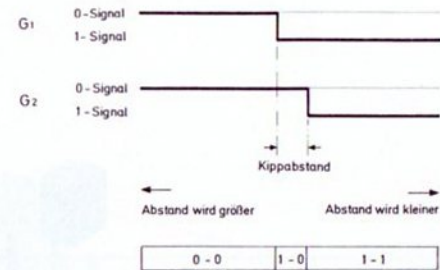 G1
0-Signal
1-Signal
G2
0-Signal
1-Signal
Kippabstand
Abstand wird größer
Abstand wird kleiner
0-0 1-0 1-1